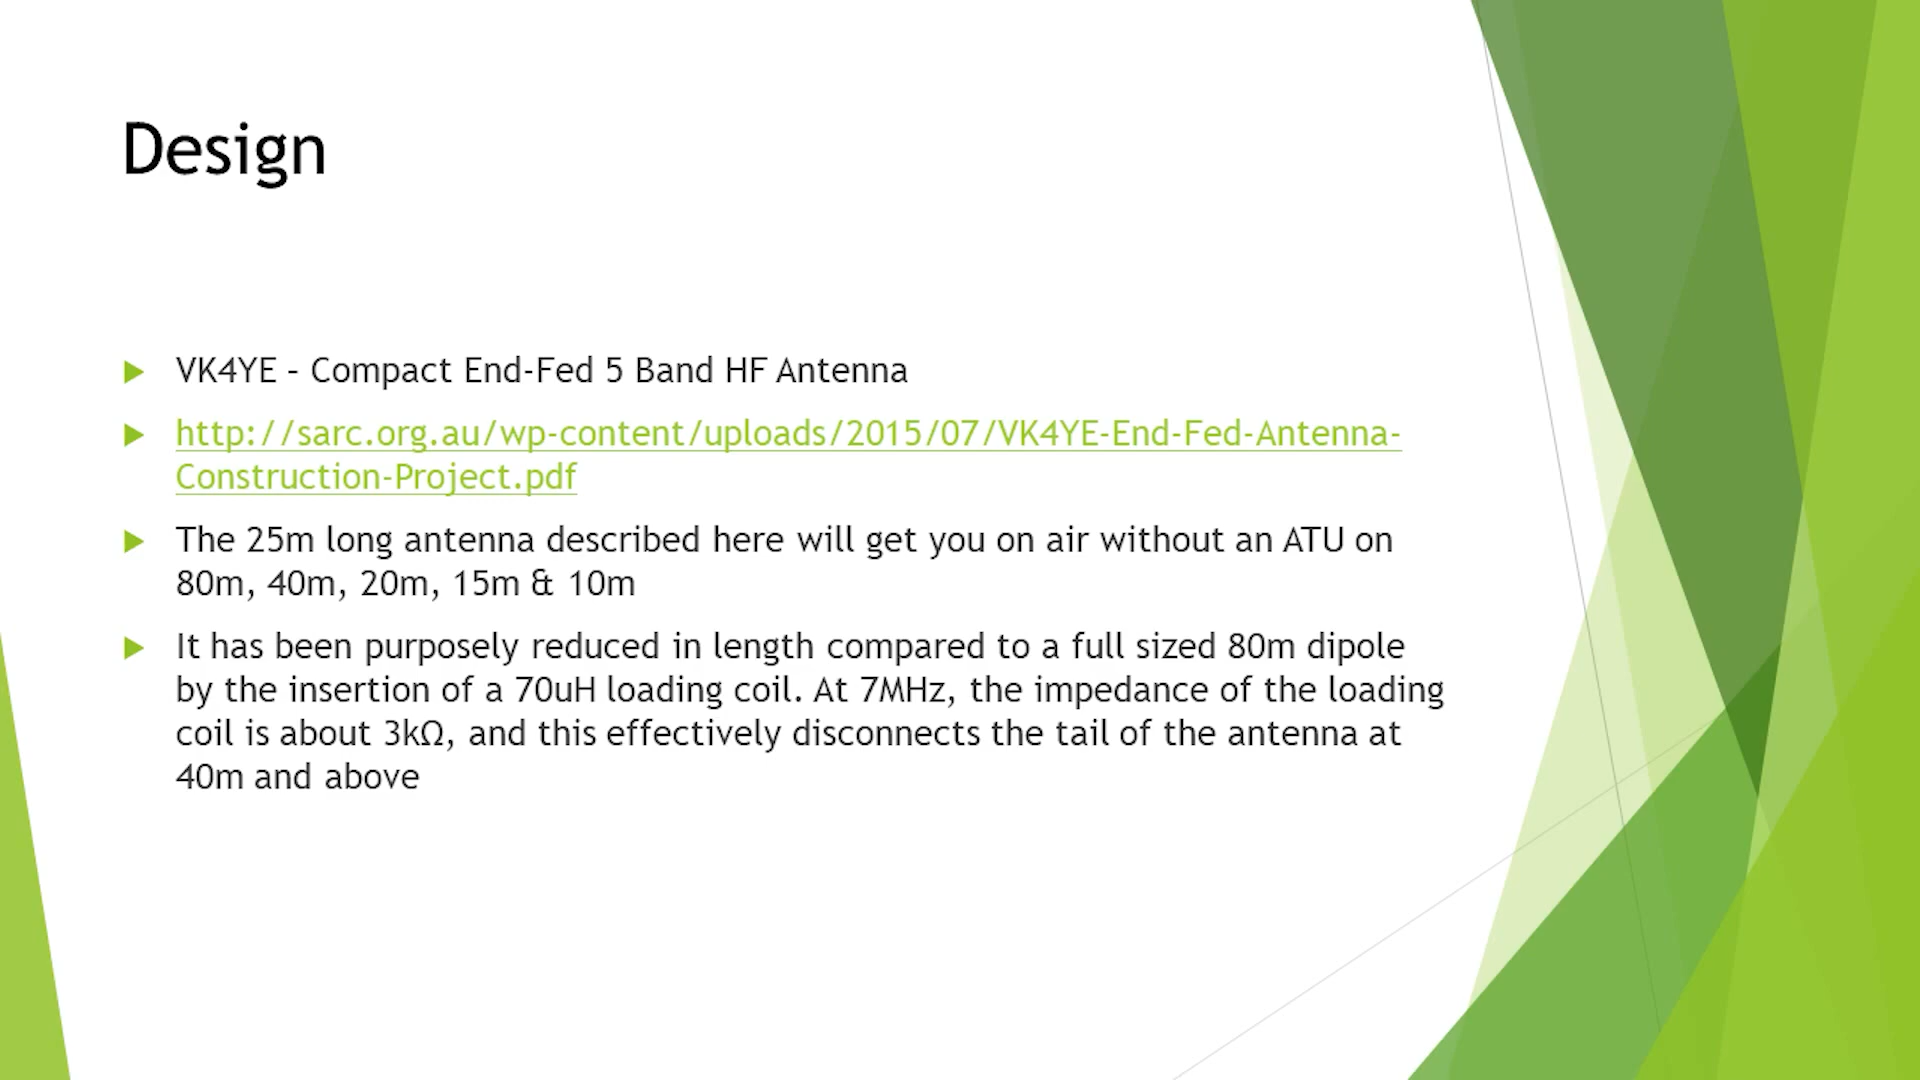 Design
VK4YE – Compact End-Fed 5 Band HF Antenna
http://sarc.org.au/wp-content/uploads/2015/07/VK4YE-End-Fed-Antenna-
Construction-Project.pdf
The 25m long antenna described here will get you on air without an ATU on
80m, 40m, 20m, 15m & 10m
It has been purposely reduced in length compared to a full sized 80m dipole
by the insertion of a 70uH loading coil. At 7MHz, the impedance of the loading
coil is about 3kΩ, and this effectively disconnects the tail of the antenna at
40m and above